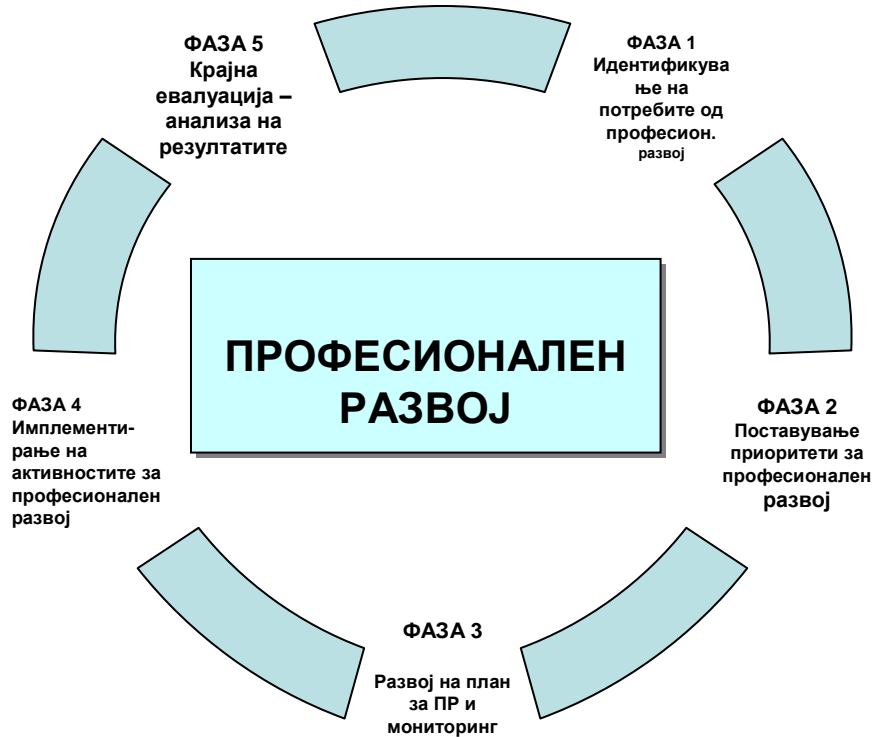 ФАЗА 5
Крајна
евалуација –
анализа на
резултатите
ФАЗА 1
Идентификува
ње на
потребите од
професион.
развој
ПРОФЕСИОНАЛЕН
РАЗВОЈ
ФАЗА 4
Имплементи-
рање на
активностите за
професионален
развој
ФАЗА 2
Поставување
приоритети за
професионален
развој
ФАЗА 3
Развој на план
за ПР и
мониторинг